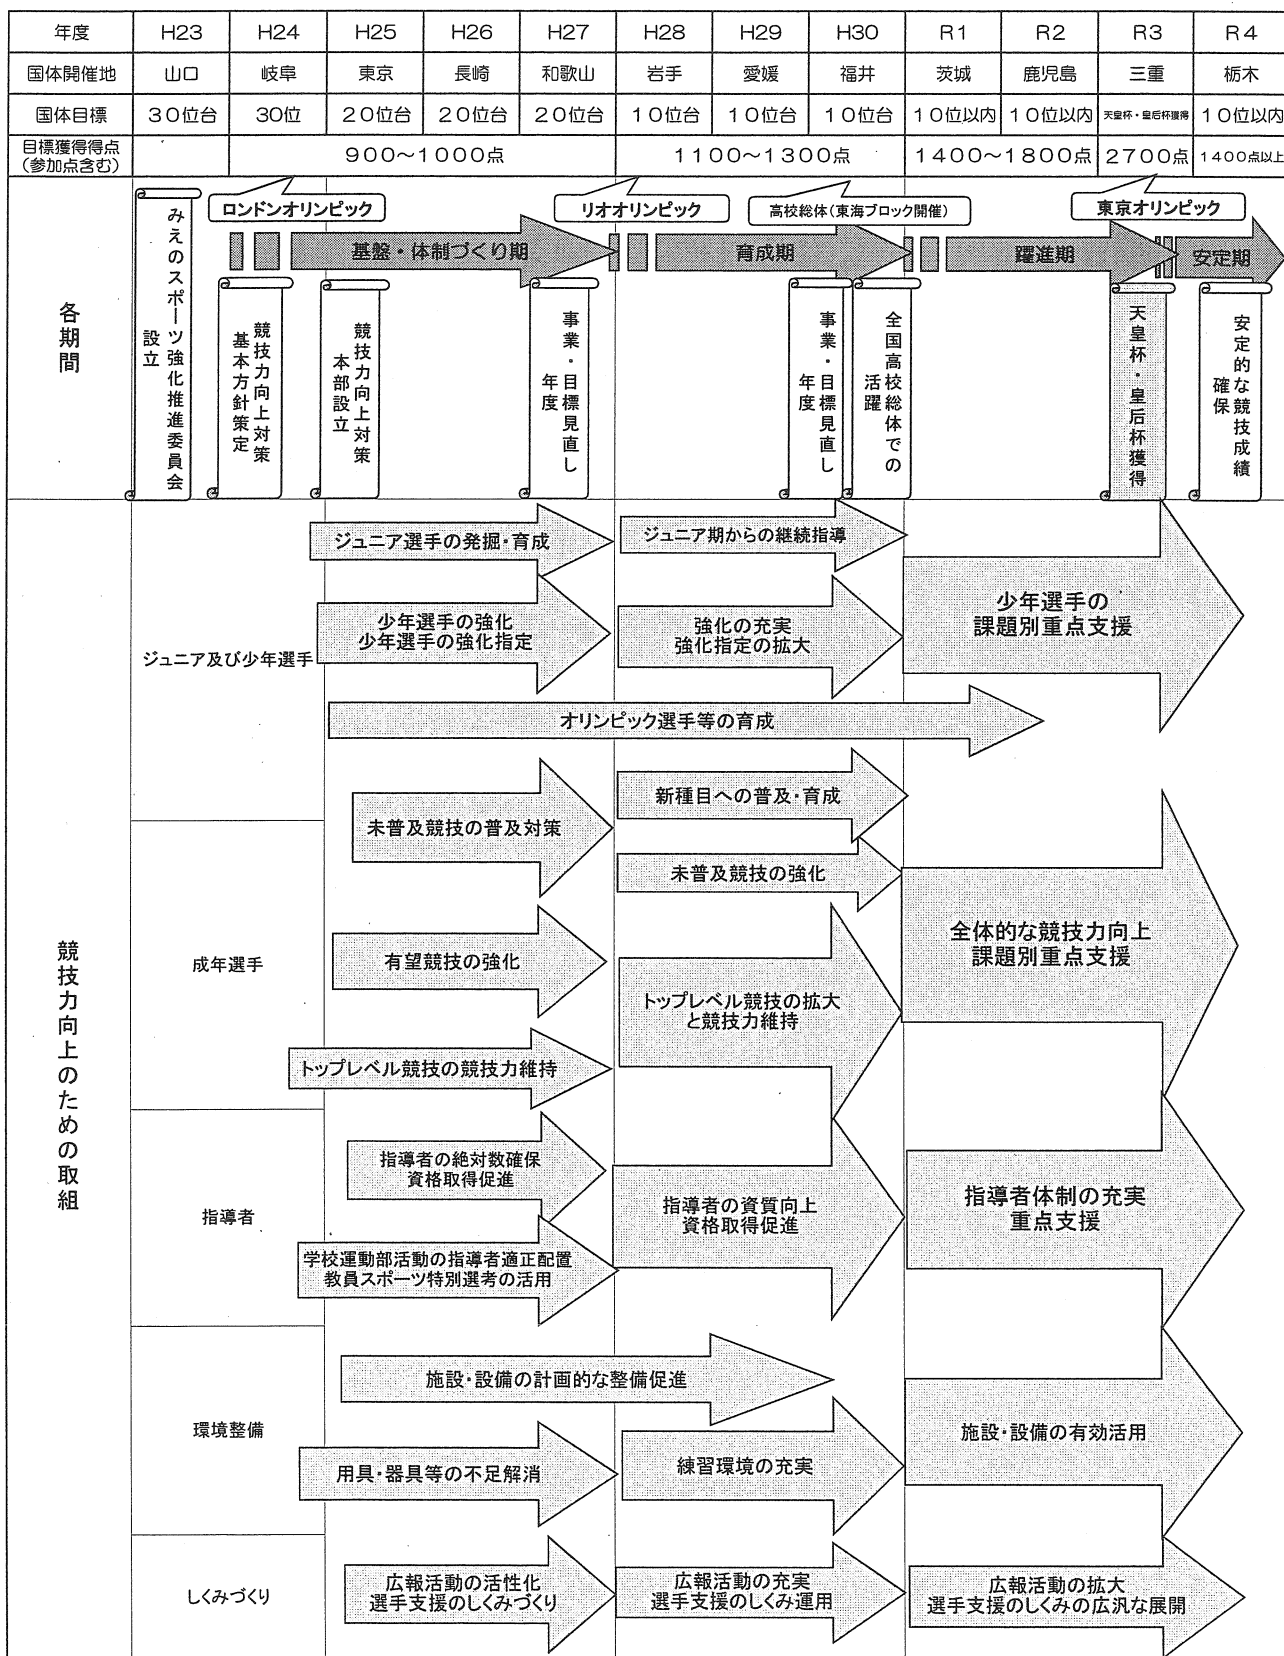 年度 H23 H24 H25 H26 H27 H28 H29 H30 R1 R2 R3 R4
国体開催地 山口 岐阜 東京 長崎 和歌山 岩手 愛媛 福井 茨城 鹿児島 三重 栃木
国体目標 30位台 30位 20位台 20位台 20位台 10位台 10位台 10位台 10位以内 10位以内 天皇杯・皇后杯獲得 10位以内
目標獲得得点
(参加点含む)
900～1000点 1100～1300点 1400～1800点 2700点 1400点以上
ロンドンオリンピック
リオオリンピック
高校総体(東海ブロック開催)
東京オリンピック
基盤・体制づくり期
育成期
躍進期
安定期
各期間
みえのスポーツ強化推進委員会
設立
競技力向上対策
基本方針策定
競技力向上対策
本部設立
事業・目標見直し
年度
事業・目標見直し
年度
全国高校総体での
活躍
天皇杯・皇后杯獲得
安定的な競技成績
確保
競技力向上のための取組
ジュニア及び少年選手
ジュニア選手の発掘・育成
ジュニア期からの継続指導
少年選手の強化
少年選手の強化指定
強化の充実
強化指定の拡大
少年選手の
課題別重点支援
オリンピック選手等の育成
未普及競技の普及対策
新種目への普及・育成
未普及競技の強化
成年選手
有望競技の強化
トップレベル競技の拡大
と競技力維持
全体的な競技力向上
課題別重点支援
トップレベル競技の競技力維持
指導者
指導者の絶対数確保
資格取得促進
学校運動部活動の指導者適正配置
教員スポーツ特別選考の活用
指導者の資質向上
資格取得促進
指導者体制の充実
重点支援
環境整備
施設・設備の計画的な整備促進
用具・器具等の不足解消
練習環境の充実
施設・設備の有効活用
しくみづくり
広報活動の活性化
選手支援のしくみづくり
広報活動の充実
選手支援のしくみ運用
広報活動の拡大
選手支援のしくみの広汎な展開